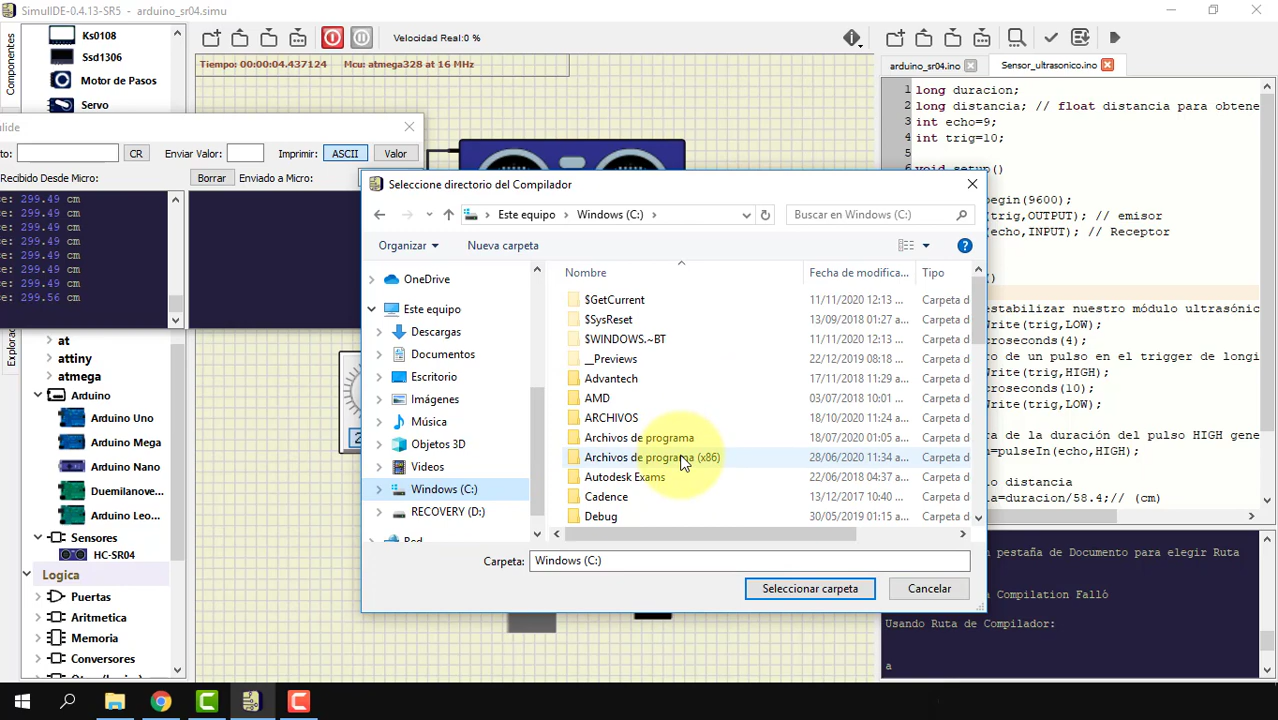 SimulIDE-0.4.13-SR5 - arduino_sr04.simu
Componentes
Ks0108
Ssd1306
Motor de Pasos
Servo
Velocidad Real:0 %
Tiempo: 00:00:04.437124
Mcu: atmega328 at 16 MHz
CR
Enviar Valor:
Imprimir:
ASCII
Valor
Recibido Desde Micro:
Borrar
Enviado a Micro:
299.49 cm
299.49 cm
299.49 cm
299.49 cm
299.49 cm
299.49 cm
299.49 cm
299.56 cm
at
attiny
atmega
Arduino
Arduino Uno
Arduino Mega
Arduino Nano
Duemilanove
Arduino Leo...
Sensores
HC-SR04
Logica
Puertas
Aritmetica
Memoria
Conversores
Seleccione directorio del Compilador
Este equipo
Windows (C:)
Buscar en Windows (C:)
Organizar
Nueva carpeta
OneDrive
Este equipo
Descargas
Documentos
Escritorio
Imágenes
Música
Objetos 3D
Videos
Windows (C:)
RECOVERY (D:)
Red
Nombre Fecha de modifica... Tipo
$GetCurrent 11/11/2020 12:13 ... Carpeta d
$SysReset 13/09/2018 01:27 a... Carpeta d
$WINDOWS.~BT 11/11/2020 12:13 ... Carpeta d
__Previews 22/12/2019 08:18 ... Carpeta d
Advantech 17/11/2018 11:29 a... Carpeta d
AMD 03/07/2018 10:01 ... Carpeta d
ARCHIVOS 18/10/2020 11:24 a... Carpeta d
Archivos de programa 18/07/2020 01:05 a... Carpeta d
Archivos de programa (x86) 28/06/2020 11:34 a... Carpeta d
Autodesk Exams 22/06/2018 04:37 a... Carpeta d
Cadence 13/12/2017 10:40 ... Carpeta d
Debug 30/05/2019 01:15 a... Carpeta d
Carpeta: Windows (C:)
Seleccionar carpeta
Cancelar
arduino_sr04.ino
Sensor_ultrasonico.ino
1 long duracion;
2 long distancia; // float distancia para obtene
3 int echo=9;
4 int trig=10;
5
void setup()
begin(9600);
(trig,OUTPUT); // emisor
(echo,INPUT); // Receptor
()
estabilizar nuestro módulo ultrasónic
Write(trig,LOW);
croseconds(4);
ro de un pulso en el trigger de longi
Write(trig,HIGH);
croseconds(10);
Write(trig,LOW);
ra de la duración del pulso HIGH gene
n=pulseIn(echo,HIGH);
lo distancia
ia=duracion/58.4;// (cm)
pestaña de Documento para elegir Ruta
a Compilation Falló
Usando Ruta de Compilador:
a